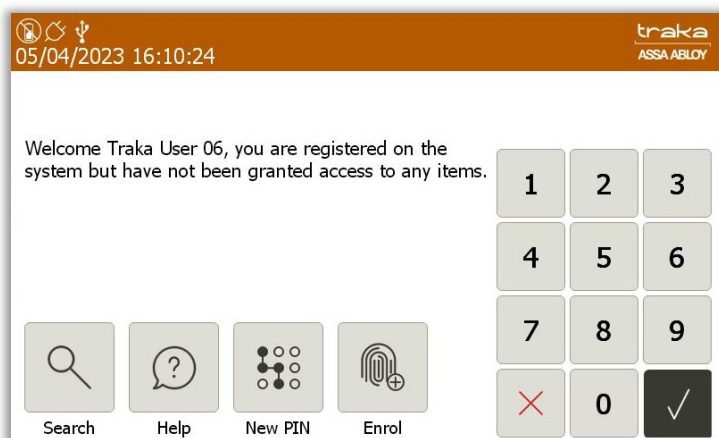 traka
05/04/2023 16:10:24
ASSA ABLOY
Welcome Traka User 06, you are registered on the
system but have not been granted access to any items.
1 2 3
4 5 6
7 8 9
0
?
Search Help New PIN Enrol